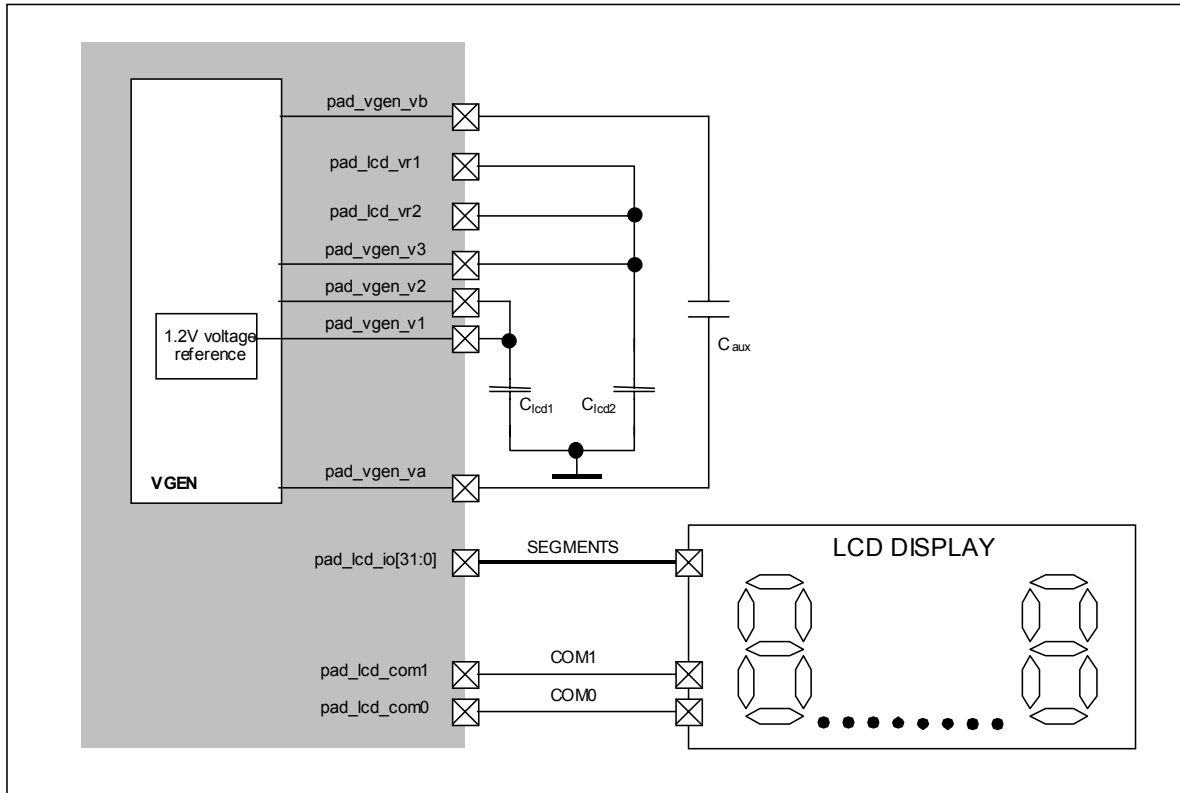 pad_vgen_vb
pad_lcd_vr1
pad_lcd_vr2
pad_vgen_v3
pad_vgen_v2
pad_vgen_v1
1.2V voltage
reference
Caux
Clcd1
Clcd2
pad_vgen_va
VGEN
pad_lcd_io[31:0]
SEGMENTS
LCD DISPLAY
pad_lcd_com1
COM1
pad_lcd_com0
COM0